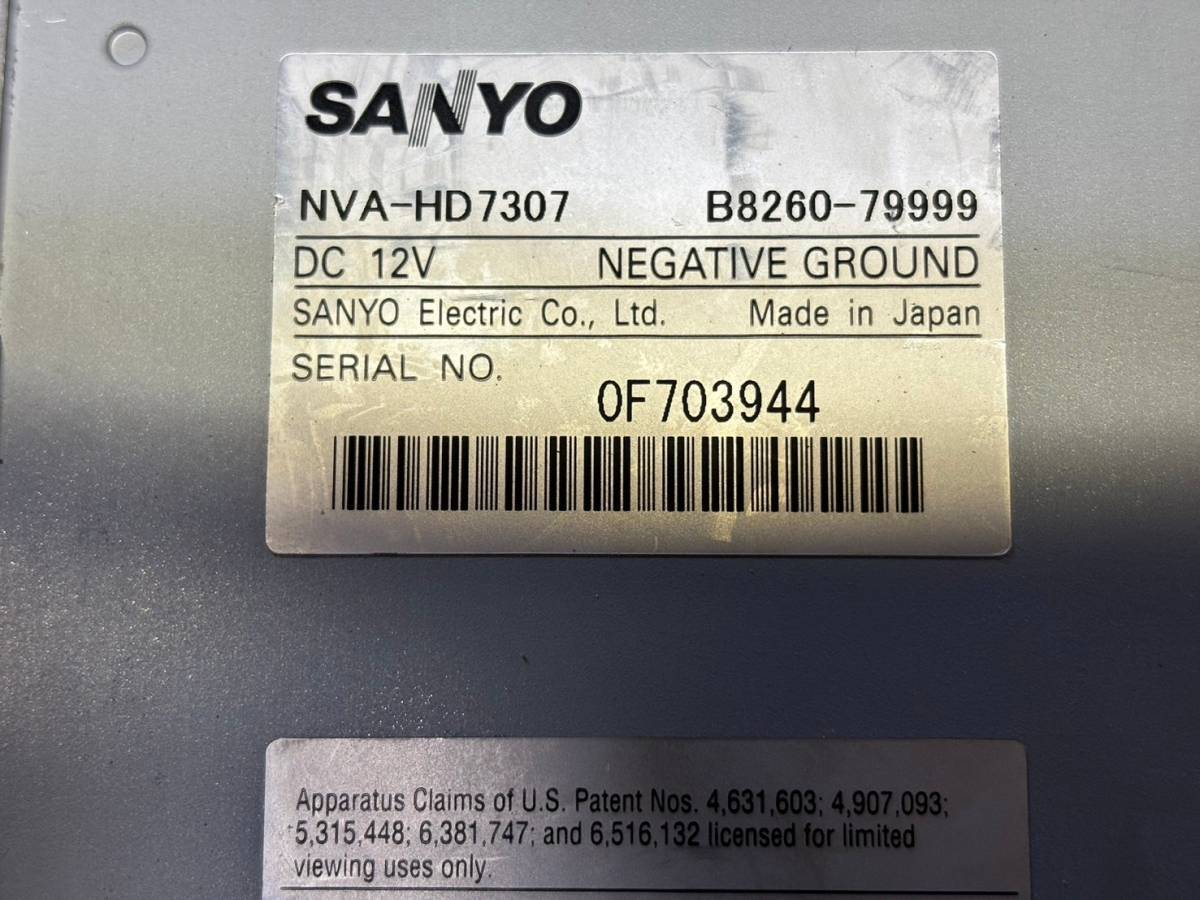 SANYO
NVA-HD7307 B8260-79999
DC 12V NEGATIVE GROUND
SANYO Electric Co., Ltd. Made in Japan
SERIAL NO.
0F703944
Apparatus Claims of U.S. Patent Nos. 4,631,603; 4,907,093;
5,315,448; 6,381,747; and 6,516,132 licensed for limited
viewing uses only.